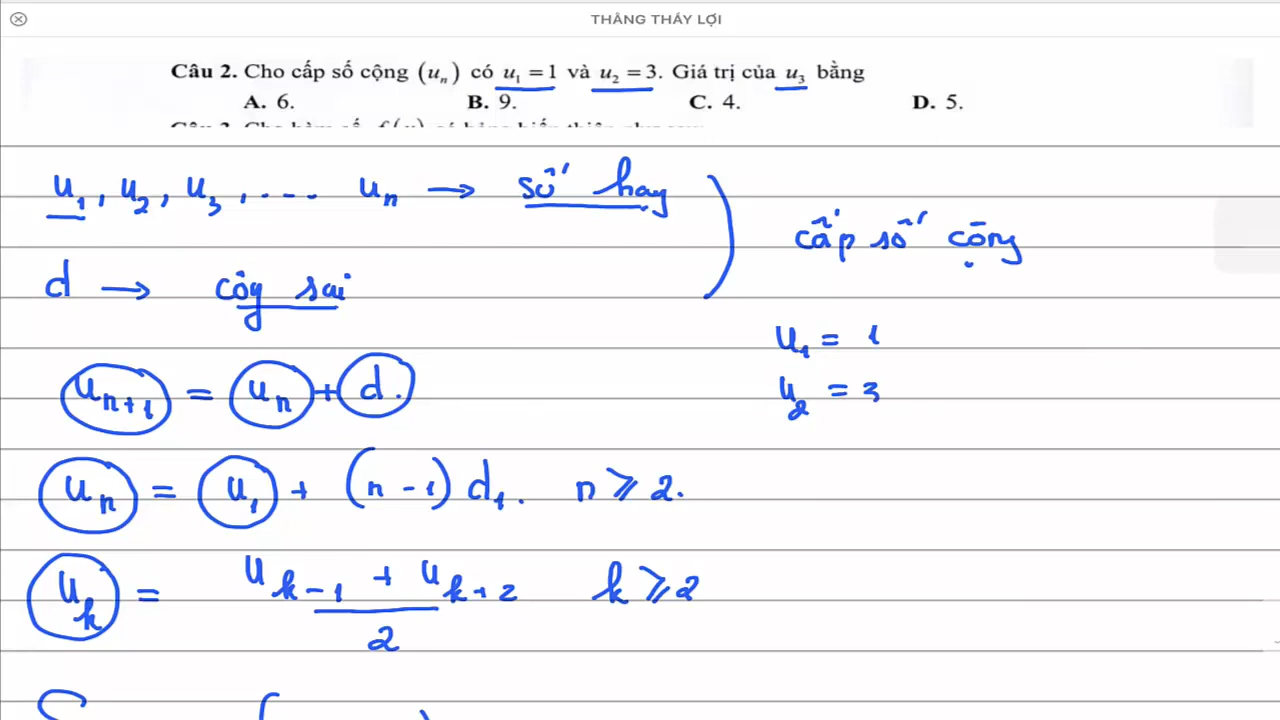 THĂNG THẦY LỢI
Câu 2. Cho cấp số cộng (uₙ) có u₁ = 1 và u₂ = 3. Giá trị của u₃ bằng
A. 6. B. 9. C. 4. D. 5.
u₁, u₂, u₃, .... uₙ → số hạng
cấp số cộng
d → công sai
u₁ = 1
u₂ = 3
uₙ₊₁ = uₙ + d.
uₙ = u₁ + (n - 1) d, n ⩾ 2.
uₖ = (uₖ₋₁ + uₖ₊₂) / 2 k ⩾ 2